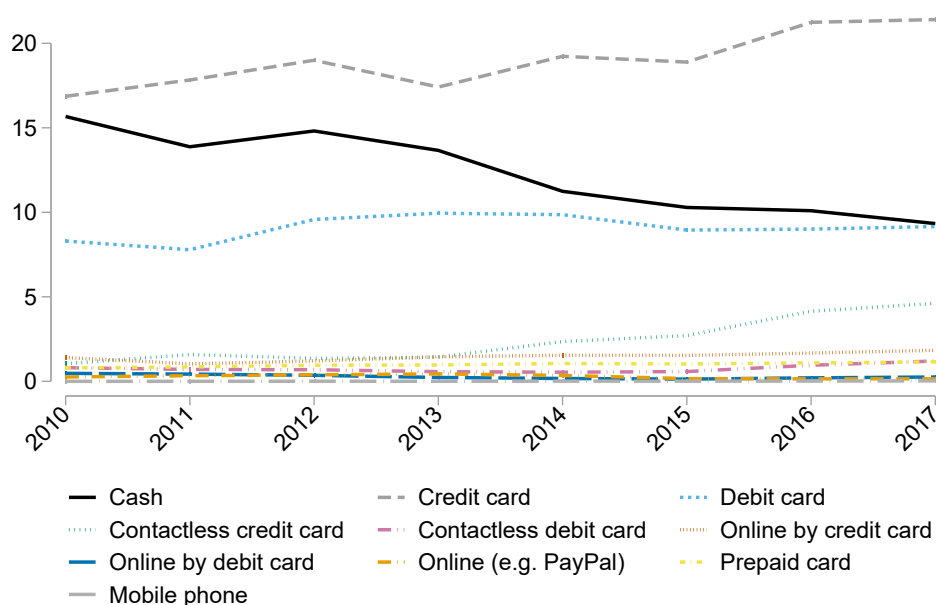 20
15
10
5
0
2010 2011 2012 2013 2014 2015 2016 2017
Cash Credit card Debit card
Contactless credit card Contactless debit card Online by credit card
Online by debit card Online (e.g. PayPal) Prepaid card
Mobile phone